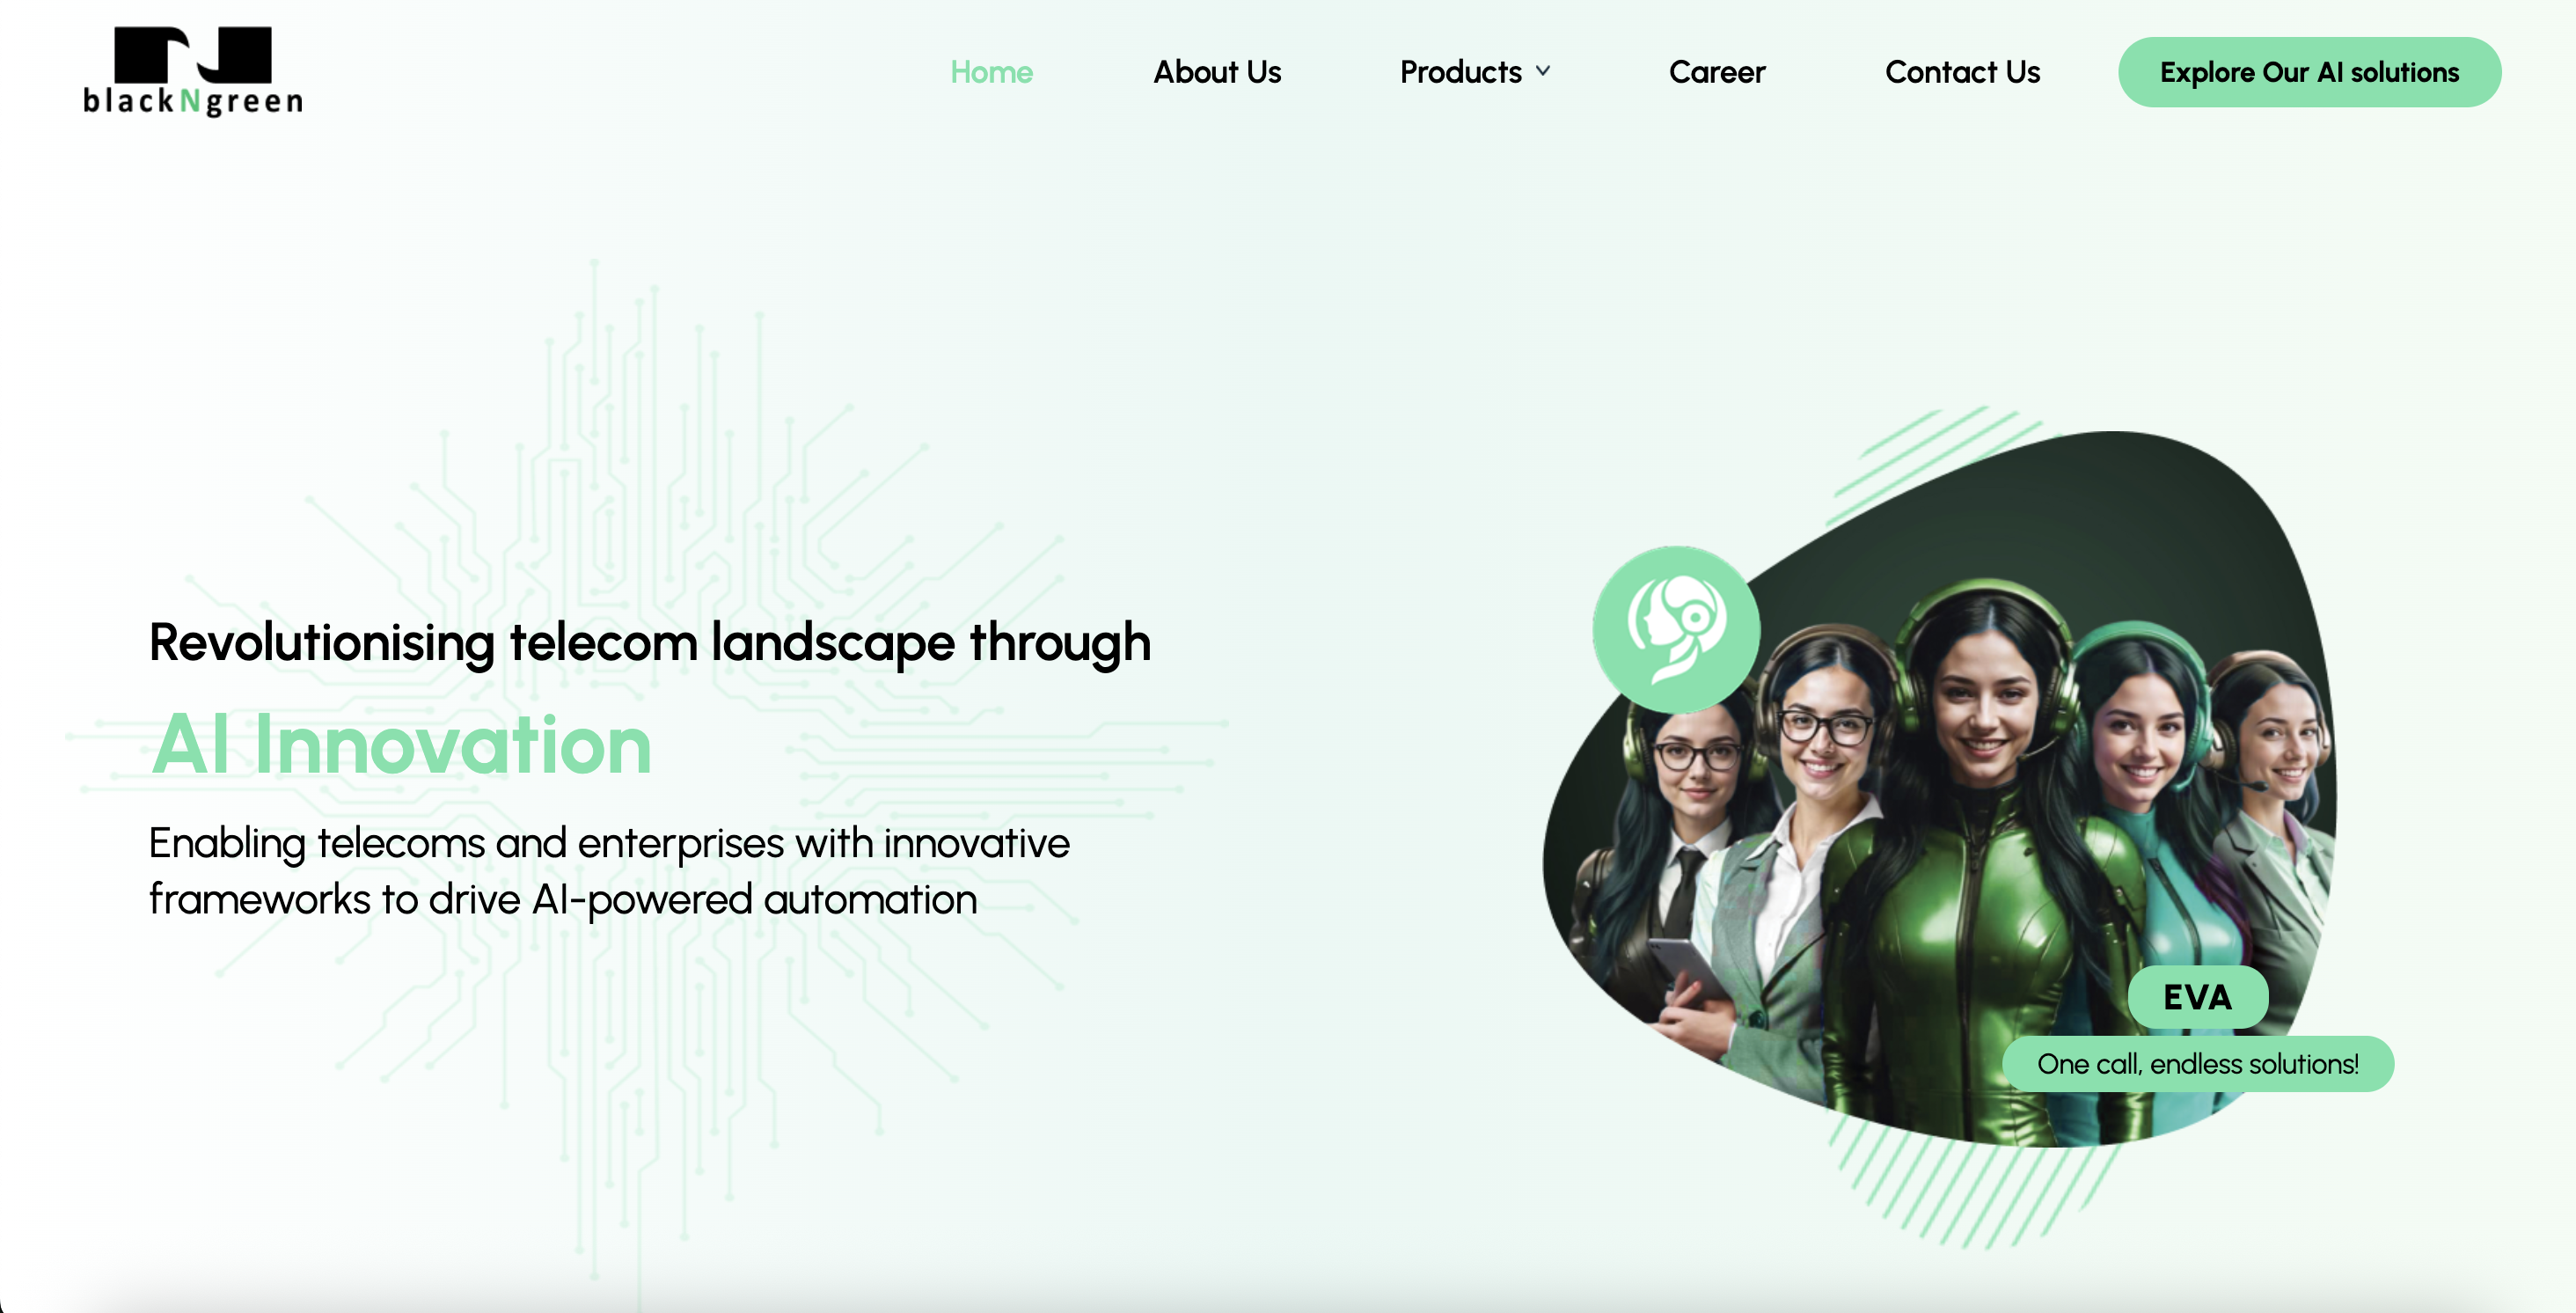 blackNgreen
Home
About Us
Products
Career
Contact Us
Explore Our AI solutions
Revolutionising telecom landscape through
AI Innovation
Enabling telecoms and enterprises with innovative
frameworks to drive AI-powered automation
EVA
One call, endless solutions!